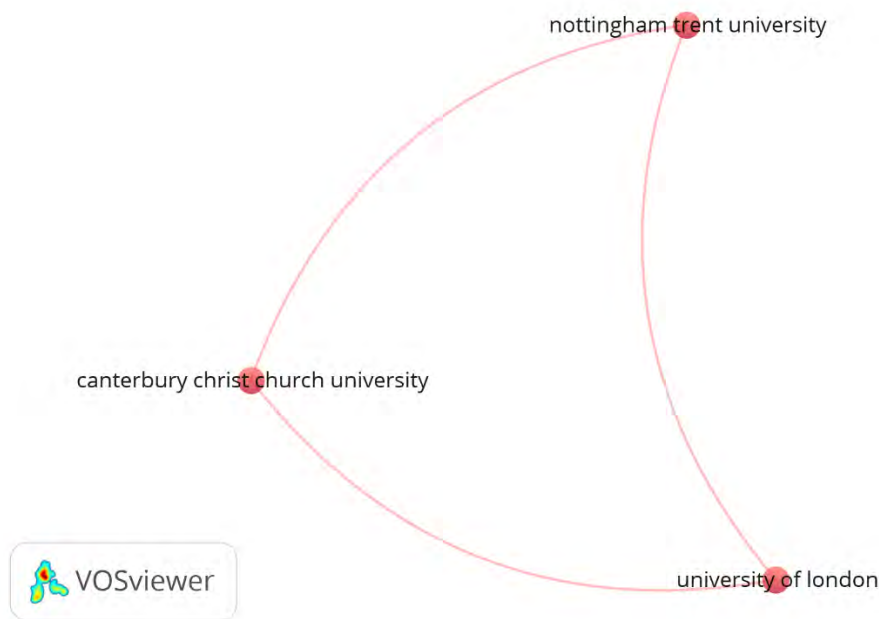 nottingham trent university
canterbury christ church university
university of london
VOSviewer